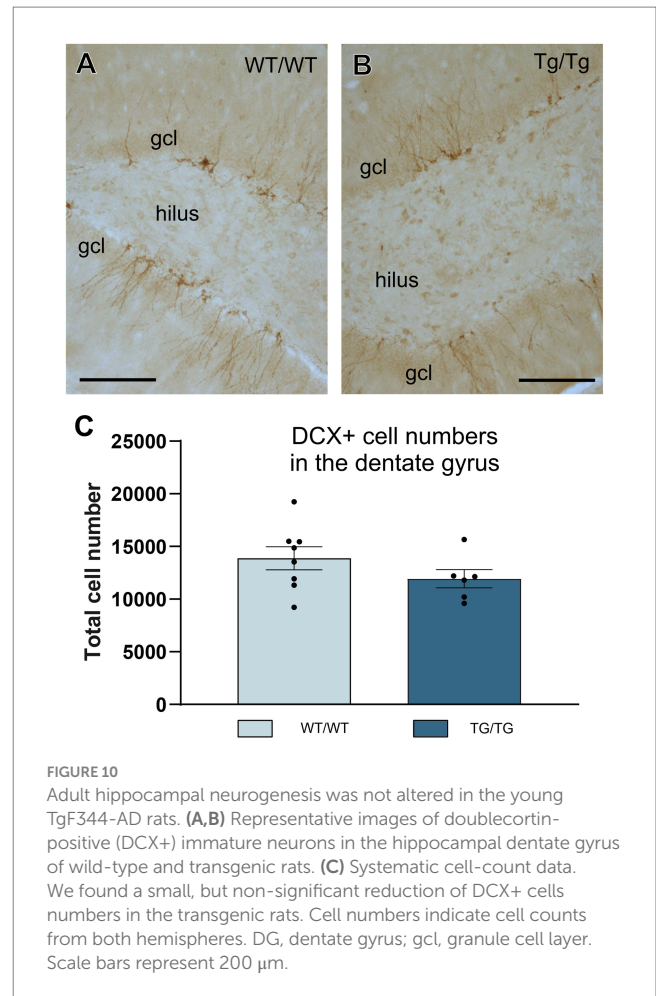 A
WT/WT
gcl
hilus
gcl
B
Tg/Tg
gcl
hilus
gcl
C
DCX+ cell numbers
in the dentate gyrus
Total cell number
25000
20000
15000
10000
5000
0
WT/WT
TG/TG
FIGURE 10
Adult hippocampal neurogenesis was not altered in the young
TgF344-AD rats. (A,B) Representative images of doublecortin-
positive (DCX+) immature neurons in the hippocampal dentate gyrus
of wild-type and transgenic rats. (C) Systematic cell-count data.
We found a small, but non-significant reduction of DCX+ cells
numbers in the transgenic rats. Cell numbers indicate cell counts
from both hemispheres. DG, dentate gyrus; gcl, granule cell layer.
Scale bars represent 200 μm.